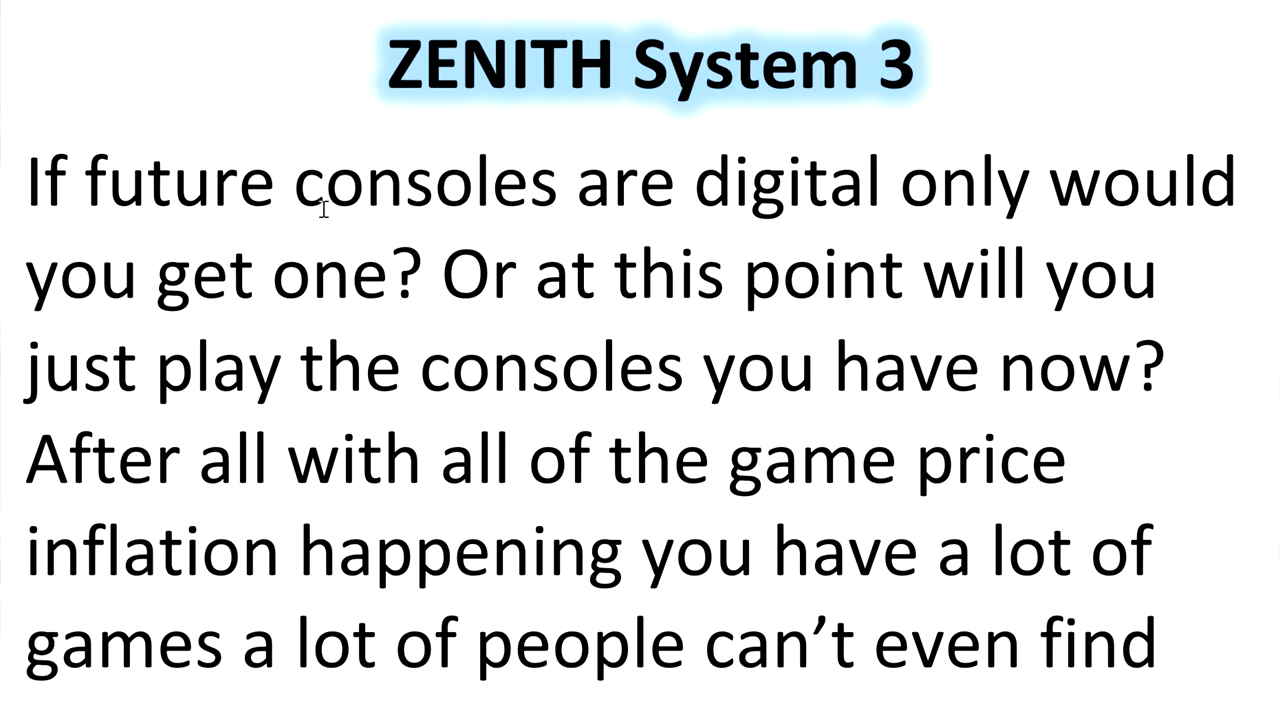 ZENITH System 3
If future consoles are digital only would
you get one? Or at this point will you
just play the consoles you have now?
After all with all of the game price
inflation happening you have a lot of
games a lot of people can’t even find